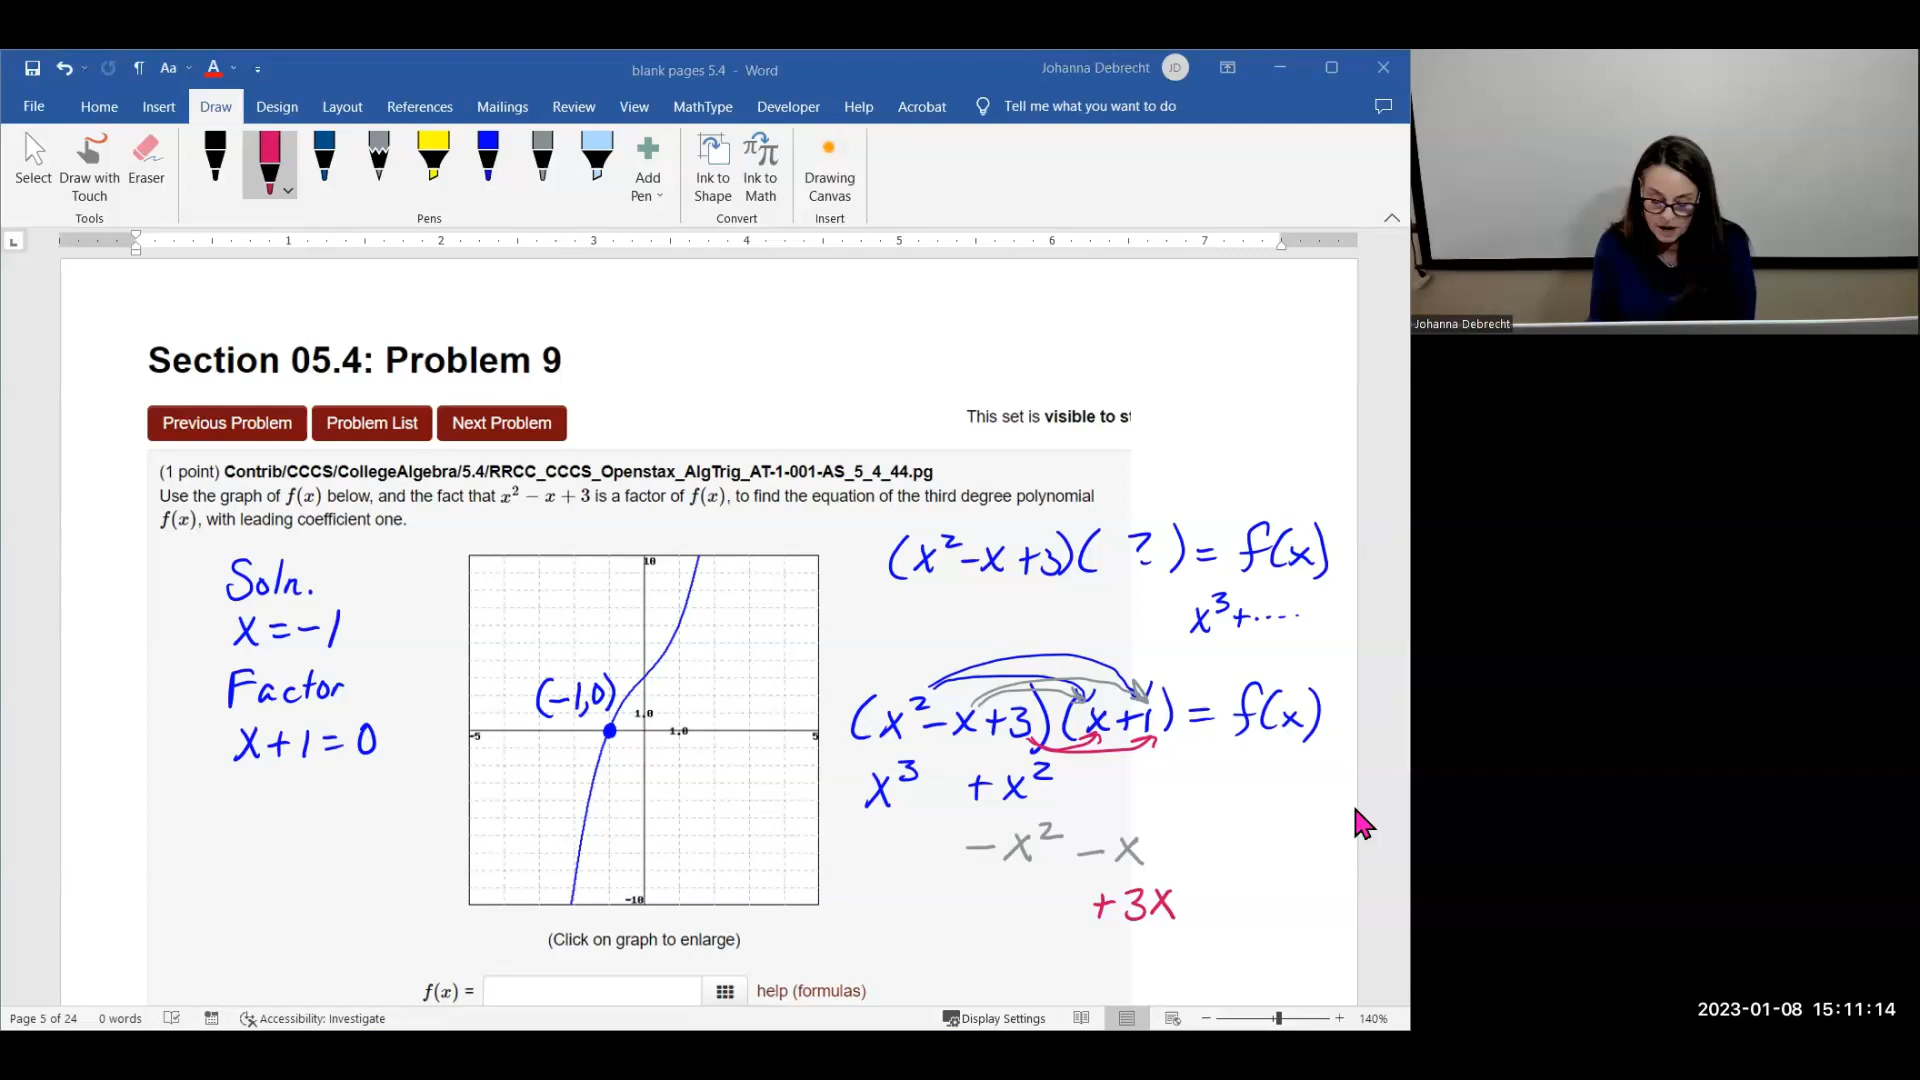 blank pages 5.4 - Word
Johanna Debrecht JD
File Home Insert Draw Design Layout References Mailings Review View MathType Developer Help Acrobat Tell me what you want to do
Select Draw with Touch Eraser Add Pen Ink to Shape Ink to Math Drawing Canvas
Tools Pens Convert Insert
1 2 3 4 5 6 7
Johanna Debrecht
Section 05.4: Problem 9
Previous Problem Problem List Next Problem
This set is visible to st
(1 point) Contrib/CCCS/CollegeAlgebra/5.4/RRCC_CCCS_Openstax_AlgTrig_AT-1-001-AS_5_4_44.pg
Use the graph of f(x) below, and the fact that x² − x + 3 is a factor of f(x), to find the equation of the third degree polynomial
f(x), with leading coefficient one.
(x²-x+3)( ? ) = f(x)
x³+....
Soln.
x=-1
Factor
x+1=0
10
(-1,0)
1.0
-5 1.0 5
-10
(x²-x+3)(x+1) = f(x)
x³ + x²
-x² - x
+3x
(Click on graph to enlarge)
f(x) = help (formulas)
Page 5 of 24 0 words Accessibility: Investigate Display Settings 140%
2023-01-08 15:11:14